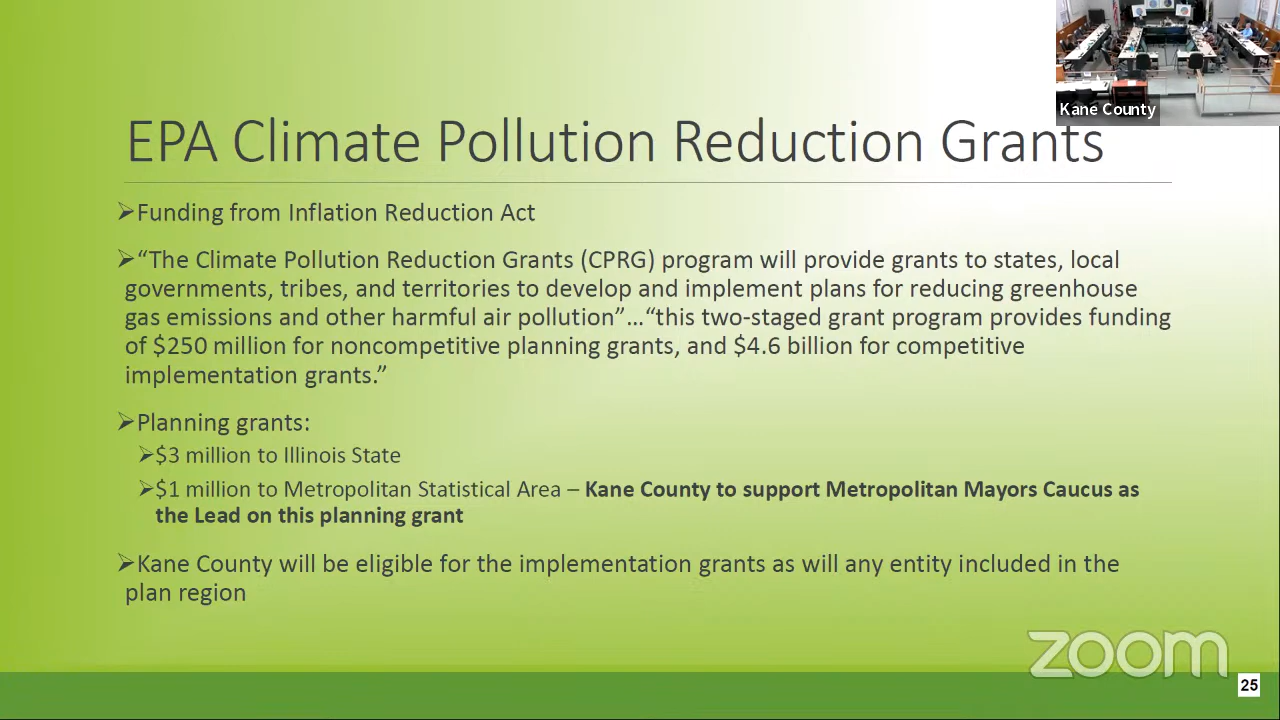 Kane County
EPA Climate Pollution Reduction Grants
➢Funding from Inflation Reduction Act
➢“The Climate Pollution Reduction Grants (CPRG) program will provide grants to states, local
governments, tribes, and territories to develop and implement plans for reducing greenhouse
gas emissions and other harmful air pollution”…“this two-staged grant program provides funding
of $250 million for noncompetitive planning grants, and $4.6 billion for competitive
implementation grants.”
➢Planning grants:
➢$3 million to Illinois State
➢$1 million to Metropolitan Statistical Area – Kane County to support Metropolitan Mayors Caucus as
the Lead on this planning grant
➢Kane County will be eligible for the implementation grants as will any entity included in the
plan region
zoom
25